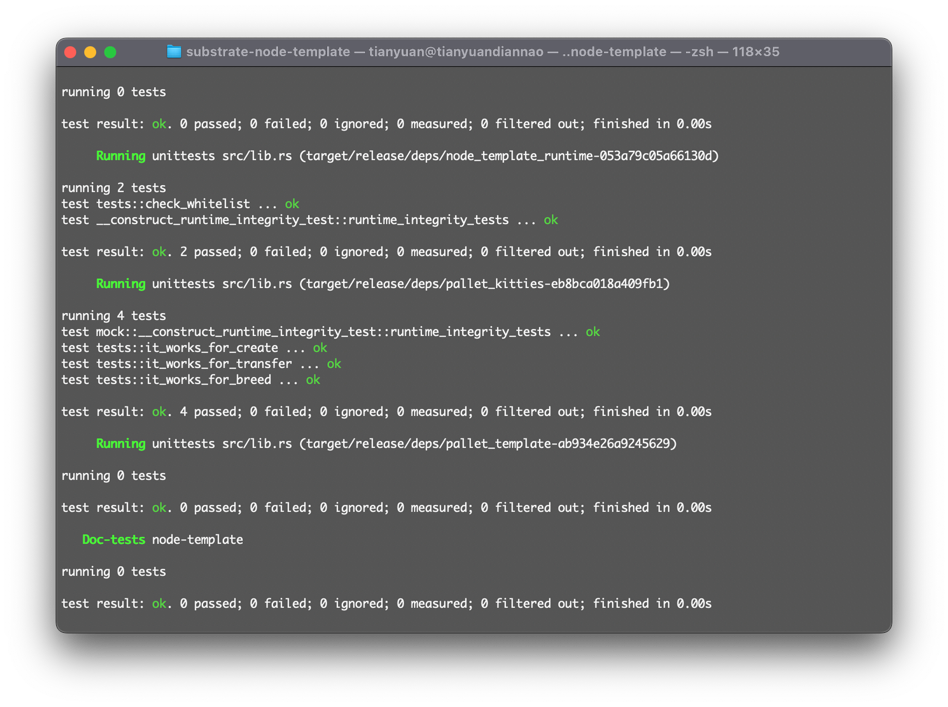 substrate-node-template — tianyuan@tianyuandiannao — ..node-template — -zsh — 118×35
running 0 tests
test result: ok. 0 passed; 0 failed; 0 ignored; 0 measured; 0 filtered out; finished in 0.00s
Running unittests src/lib.rs (target/release/deps/node_template_runtime-053a79c05a66130d)
running 2 tests
test tests::check_whitelist ... ok
test __construct_runtime_integrity_test::runtime_integrity_tests ... ok
test result: ok. 2 passed; 0 failed; 0 ignored; 0 measured; 0 filtered out; finished in 0.00s
Running unittests src/lib.rs (target/release/deps/pallet_kitties-eb8bca018a409fb1)
running 4 tests
test mock::__construct_runtime_integrity_test::runtime_integrity_tests ... ok
test tests::it_works_for_create ... ok
test tests::it_works_for_transfer ... ok
test tests::it_works_for_breed ... ok
test result: ok. 4 passed; 0 failed; 0 ignored; 0 measured; 0 filtered out; finished in 0.00s
Running unittests src/lib.rs (target/release/deps/pallet_template-ab934e26a9245629)
running 0 tests
test result: ok. 0 passed; 0 failed; 0 ignored; 0 measured; 0 filtered out; finished in 0.00s
Doc-tests node-template
running 0 tests
test result: ok. 0 passed; 0 failed; 0 ignored; 0 measured; 0 filtered out; finished in 0.00s